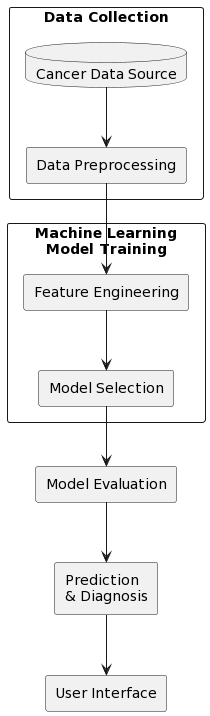 Data Collection
Cancer Data Source
Data Preprocessing
Machine Learning
Model Training
Feature Engineering
Model Selection
Model Evaluation
Prediction
& Diagnosis
User Interface